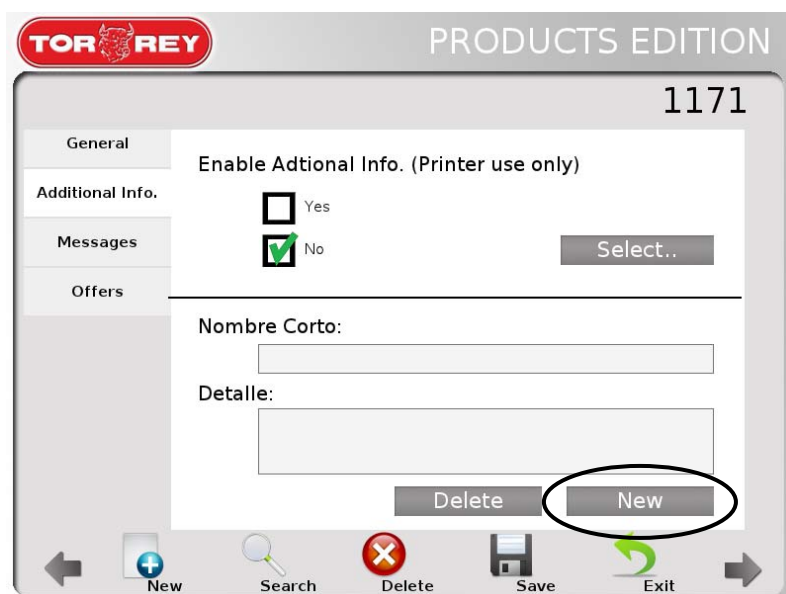 TOR REY
PRODUCTS EDITION
1171
General
Additional Info.
Messages
Offers
Enable Adtional Info. (Printer use only)
Yes
No
Select..
Nombre Corto:
Detalle:
Delete
New
New
Search
Delete
Save
Exit